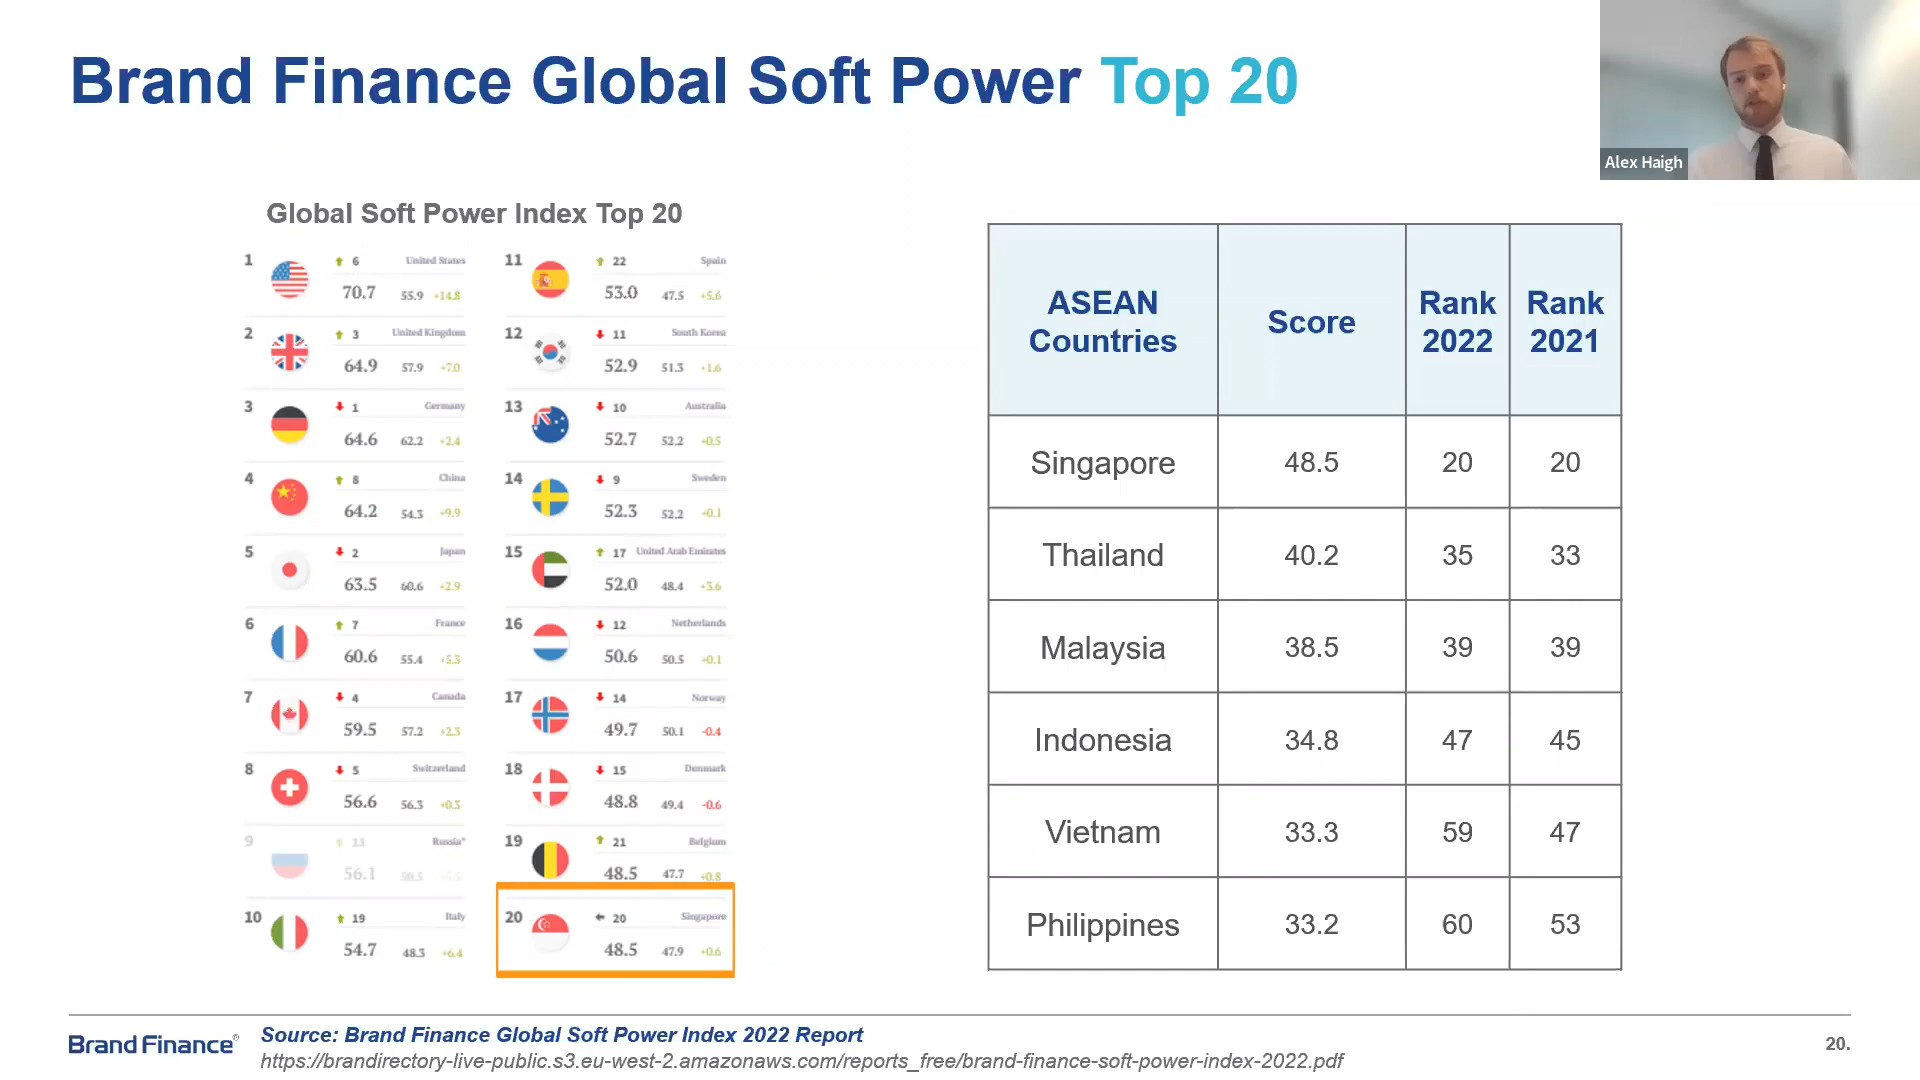 Brand Finance Global Soft Power Top 20
Alex Haigh
Global Soft Power Index Top 20
1 6 United States
70.7 55.9 +14.8
2 3 United Kingdom
64.9 57.9 +7.0
3 1 Germany
64.6 62.2 +2.4
4 8 China
64.2 54.3 +9.9
5 2 Japan
63.5 60.6 +2.9
6 7 France
60.6 55.4 +5.3
7 4 Canada
59.5 57.2 +2.3
8 5 Switzerland
56.6 56.3 +0.3
9 13 Russia*
56.1 50.5
10 19 Italy
54.7 48.3 +6.4
11 22 Spain
53.0 47.5 +5.6
12 11 South Korea
52.9 51.3 +1.6
13 10 Australia
52.7 52.2 +0.5
14 9 Sweden
52.3 52.2 +0.1
15 17 United Arab Emirates
52.0 48.4 +3.6
16 12 Netherlands
50.6 50.5 +0.1
17 14 Norway
49.7 50.1 -0.4
18 15 Denmark
48.8 49.4 -0.6
19 21 Belgium
48.5 47.7 +0.8
20 20 Singapore
48.5 47.9 +0.6
ASEAN Countries Score Rank 2022 Rank 2021
Singapore 48.5 20 20
Thailand 40.2 35 33
Malaysia 38.5 39 39
Indonesia 34.8 47 45
Vietnam 33.3 59 47
Philippines 33.2 60 53
Brand Finance®
Source: Brand Finance Global Soft Power Index 2022 Report
https://brandirectory-live-public.s3.eu-west-2.amazonaws.com/reports_free/brand-finance-soft-power-index-2022.pdf
20.